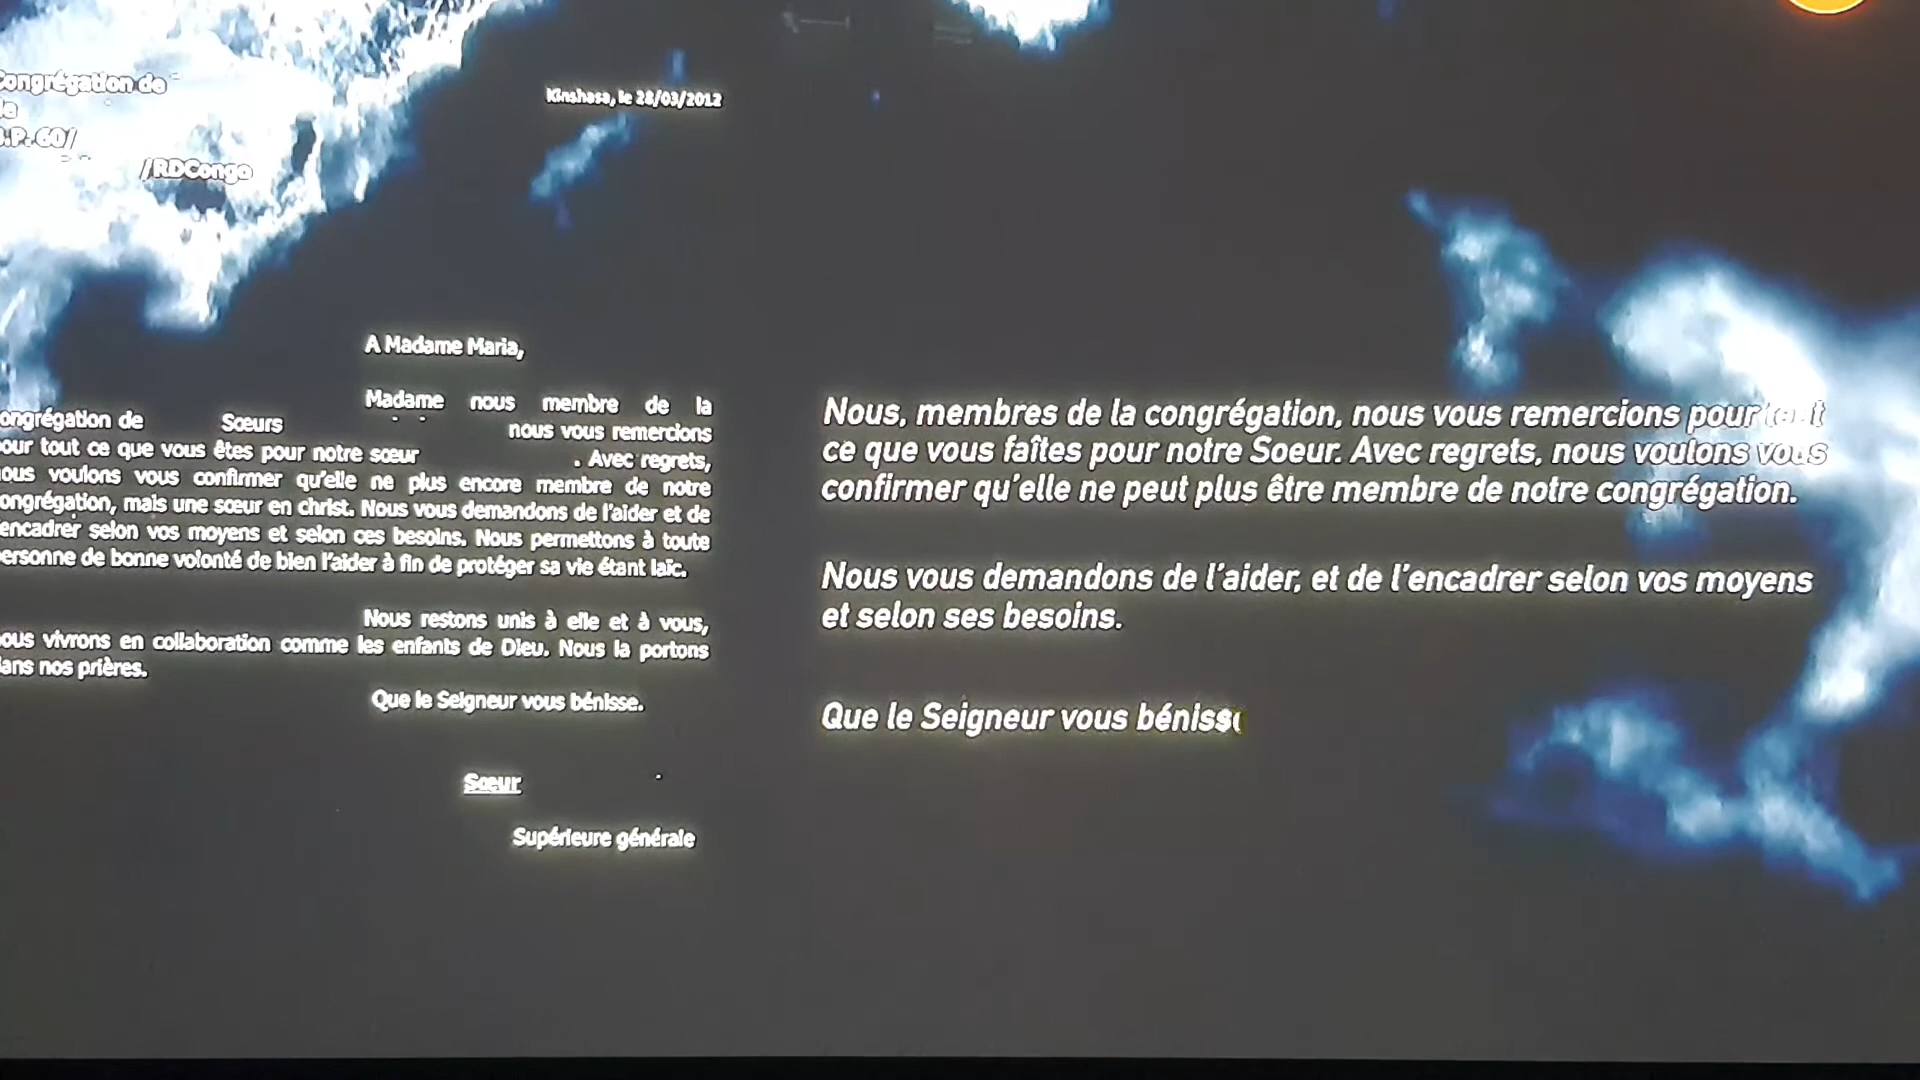 Congrégation de
la
B.P. 60/
/RDCongo
Kinshasa, le 28/03/2012
A Madame Maria,
Madame nous membre de la
ongrégation de Sœurs nous vous remercions
our tout ce que vous êtes pour notre sœur . Avec regrets,
ous voulons vous confirmer qu'elle ne plus encore membre de notre
ongrégation, mais une sœur en christ. Nous vous demandons de l'aider et de
encadrer selon vos moyens et selon ces besoins. Nous permettons à toute
ersonne de bonne volonté de bien l'aider à fin de protéger sa vie étant laïc.
Nous restons unis à elle et à vous,
ous vivrons en collaboration comme les enfants de Dieu. Nous la portons
ans nos prières.
Que le Seigneur vous bénisse.
Sœur
Supérieure générale
Nous, membres de la congrégation, nous vous remercions pour tout
ce que vous faîtes pour notre Soeur. Avec regrets, nous voulons vous
confirmer qu'elle ne peut plus être membre de notre congrégation.
Nous vous demandons de l'aider, et de l'encadrer selon vos moyens
et selon ses besoins.
Que le Seigneur vous béniss